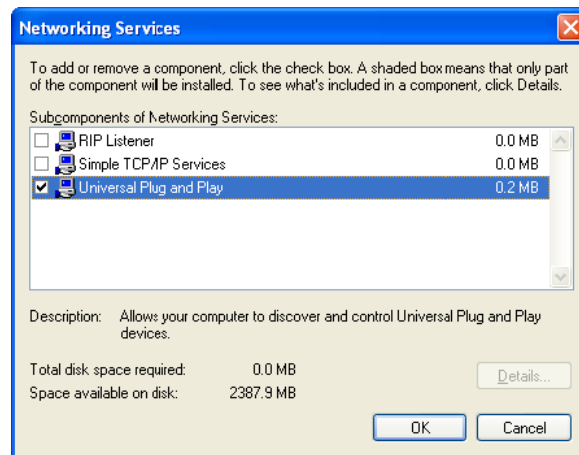 Networking Services
To add or remove a component, click the check box. A shaded box means that only part
of the component will be installed. To see what's included in a component, click Details.
Subcomponents of Networking Services:
RIP Listener 0.0 MB
Simple TCP/IP Services 0.0 MB
Universal Plug and Play 0.2 MB
Description: Allows your computer to discover and control Universal Plug and Play
devices.
Total disk space required: 0.0 MB
Details...
Space available on disk: 2387.9 MB
OK Cancel